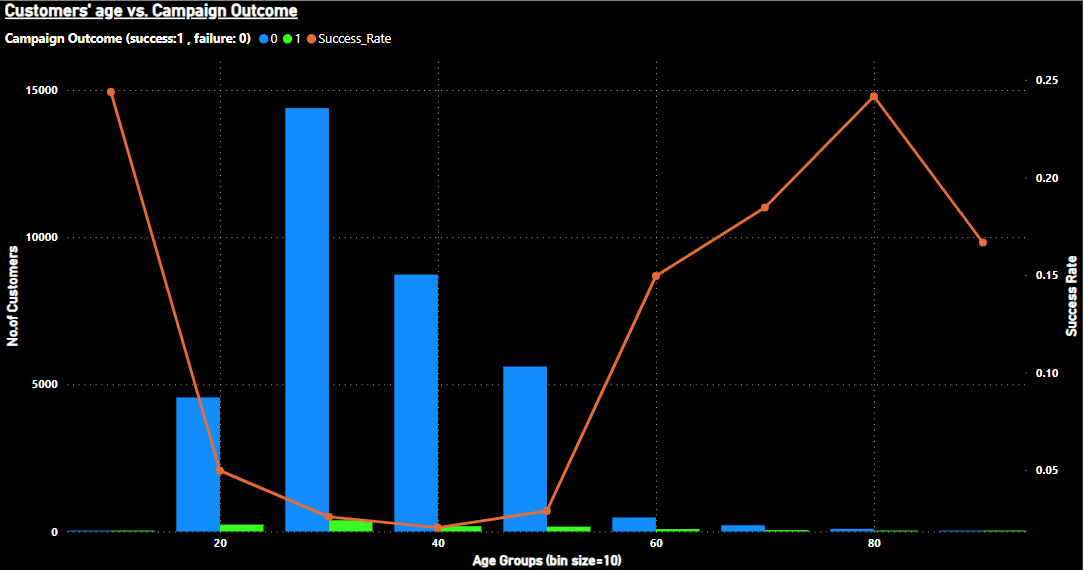 Customers' age vs. Campaign Outcome
Campaign Outcome (success:1 , failure: 0) 0 1 Success_Rate
No.of Customers
15000
10000
5000
0
0.25
0.20
0.15
0.10
0.05
Success Rate
20 40 60 80
Age Groups (bin size=10)